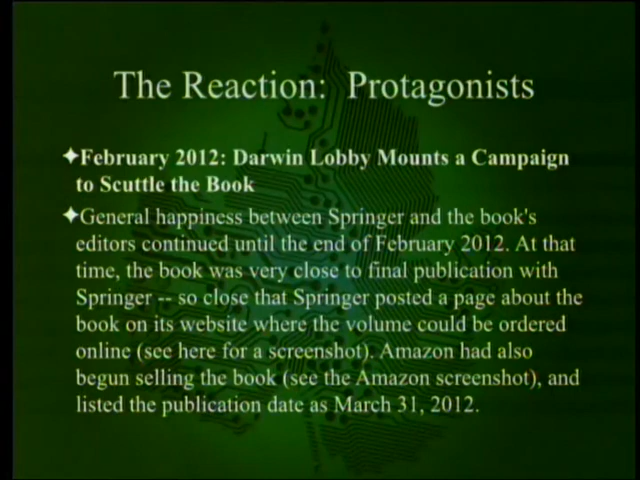 The Reaction:  Protagonists
✦February 2012: Darwin Lobby Mounts a Campaign
to Scuttle the Book
✦General happiness between Springer and the book's
editors continued until the end of February 2012. At that
time, the book was very close to final publication with
Springer -- so close that Springer posted a page about the
book on its website where the volume could be ordered
online (see here for a screenshot). Amazon had also
begun selling the book (see the Amazon screenshot), and
listed the publication date as March 31, 2012.